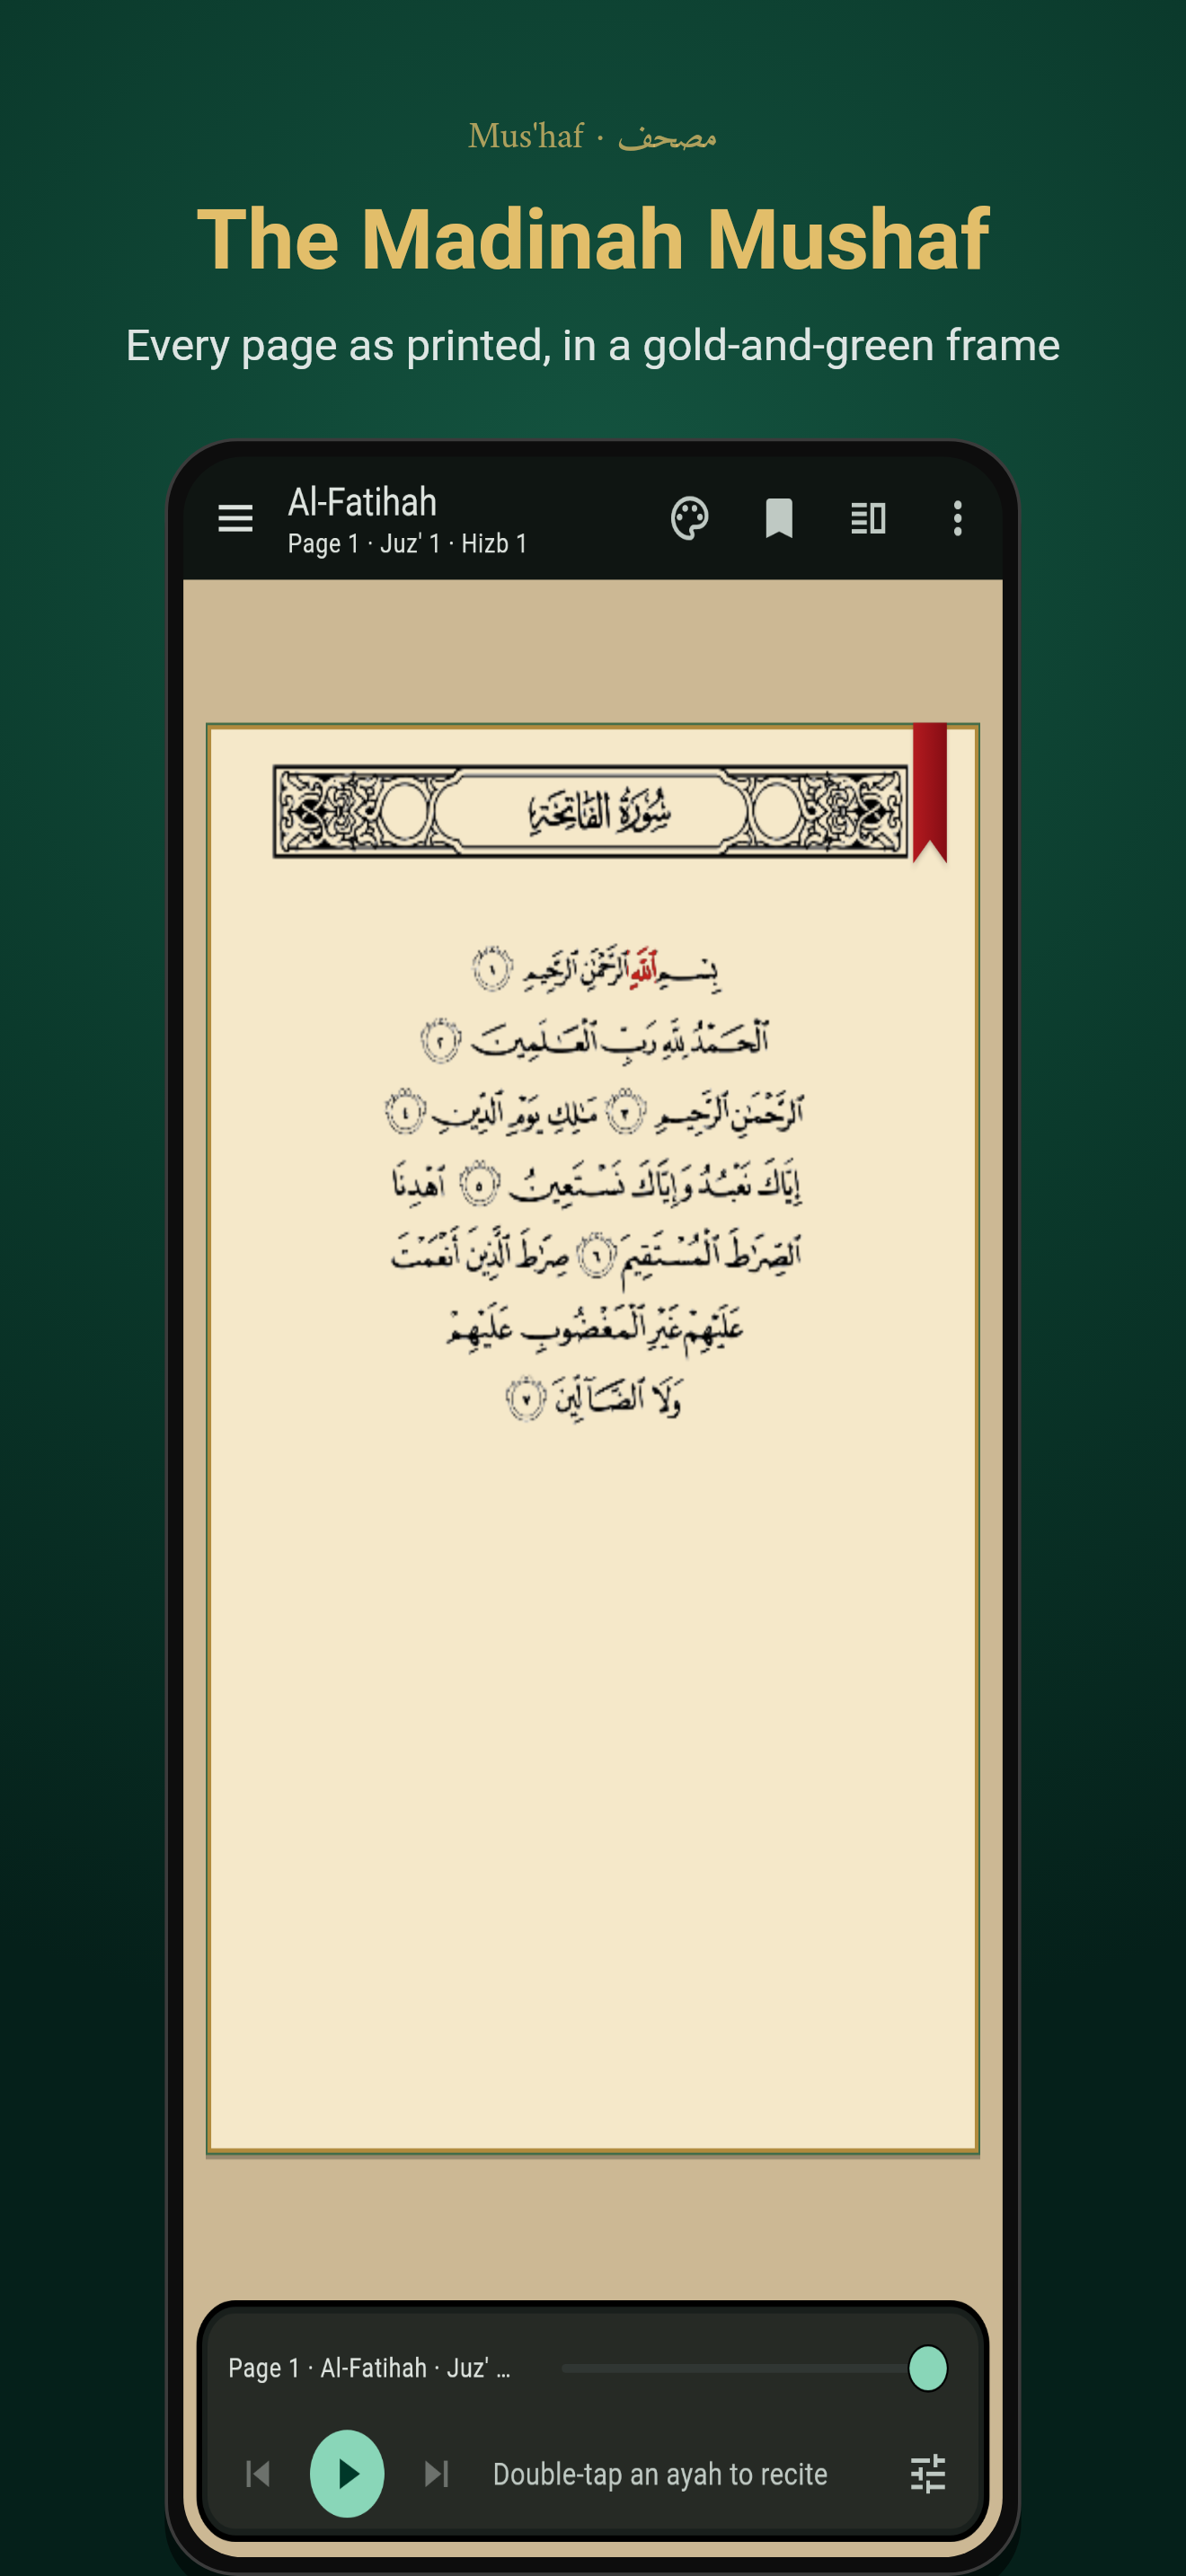 Mus'haf · مصحف
The Madinah Mushaf
Every page as printed, in a gold-and-green frame
Al-Fatihah
Page 1 · Juz' 1 · Hizb 1
سُورَةُ الفَاتِحَةِ
بِسْمِ ٱللَّهِ ٱلرَّحْمَٰنِ ٱلرَّحِيمِ ١
ٱلْحَمْدُ لِلَّهِ رَبِّ ٱلْعَٰلَمِينَ ٢
ٱلرَّحْمَٰنِ ٱلرَّحِيمِ ٣ مَٰلِكِ يَوْمِ ٱلدِّينِ ٤
إِيَّاكَ نَعْبُدُ وَإِيَّاكَ نَسْتَعِينُ ٥ ٱهْدِنَا
ٱلصِّرَٰطَ ٱلْمُسْتَقِيمَ ٦ صِرَٰطَ ٱلَّذِينَ أَنْعَمْتَ
عَلَيْهِمْ غَيْرِ ٱلْمَغْضُوبِ عَلَيْهِمْ
وَلَا ٱلضَّآلِّينَ ٧
Page 1 · Al-Fatihah · Juz' ...
Double-tap an ayah to recite